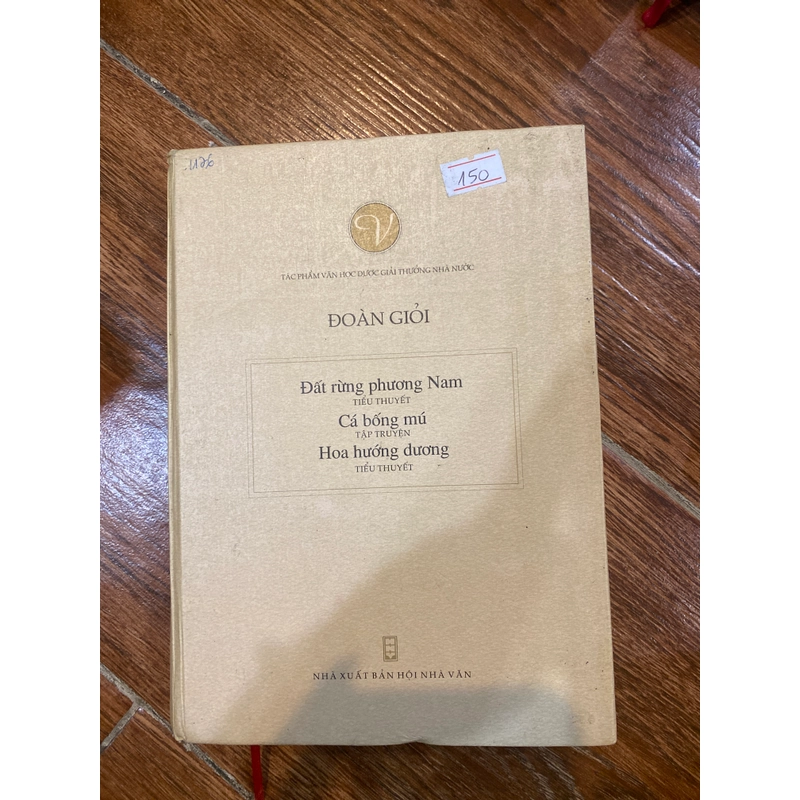 1126
150
V
TÁC PHẨM VĂN HỌC ĐƯỢC GIẢI THƯỞNG NHÀ NƯỚC
ĐOÀN GIỎI
Đất rừng phương Nam
TIỂU THUYẾT
Cá bống mú
TẬP TRUYỆN
Hoa hướng dương
TIỂU THUYẾT
NHÀ XUẤT BẢN HỘI NHÀ VĂN